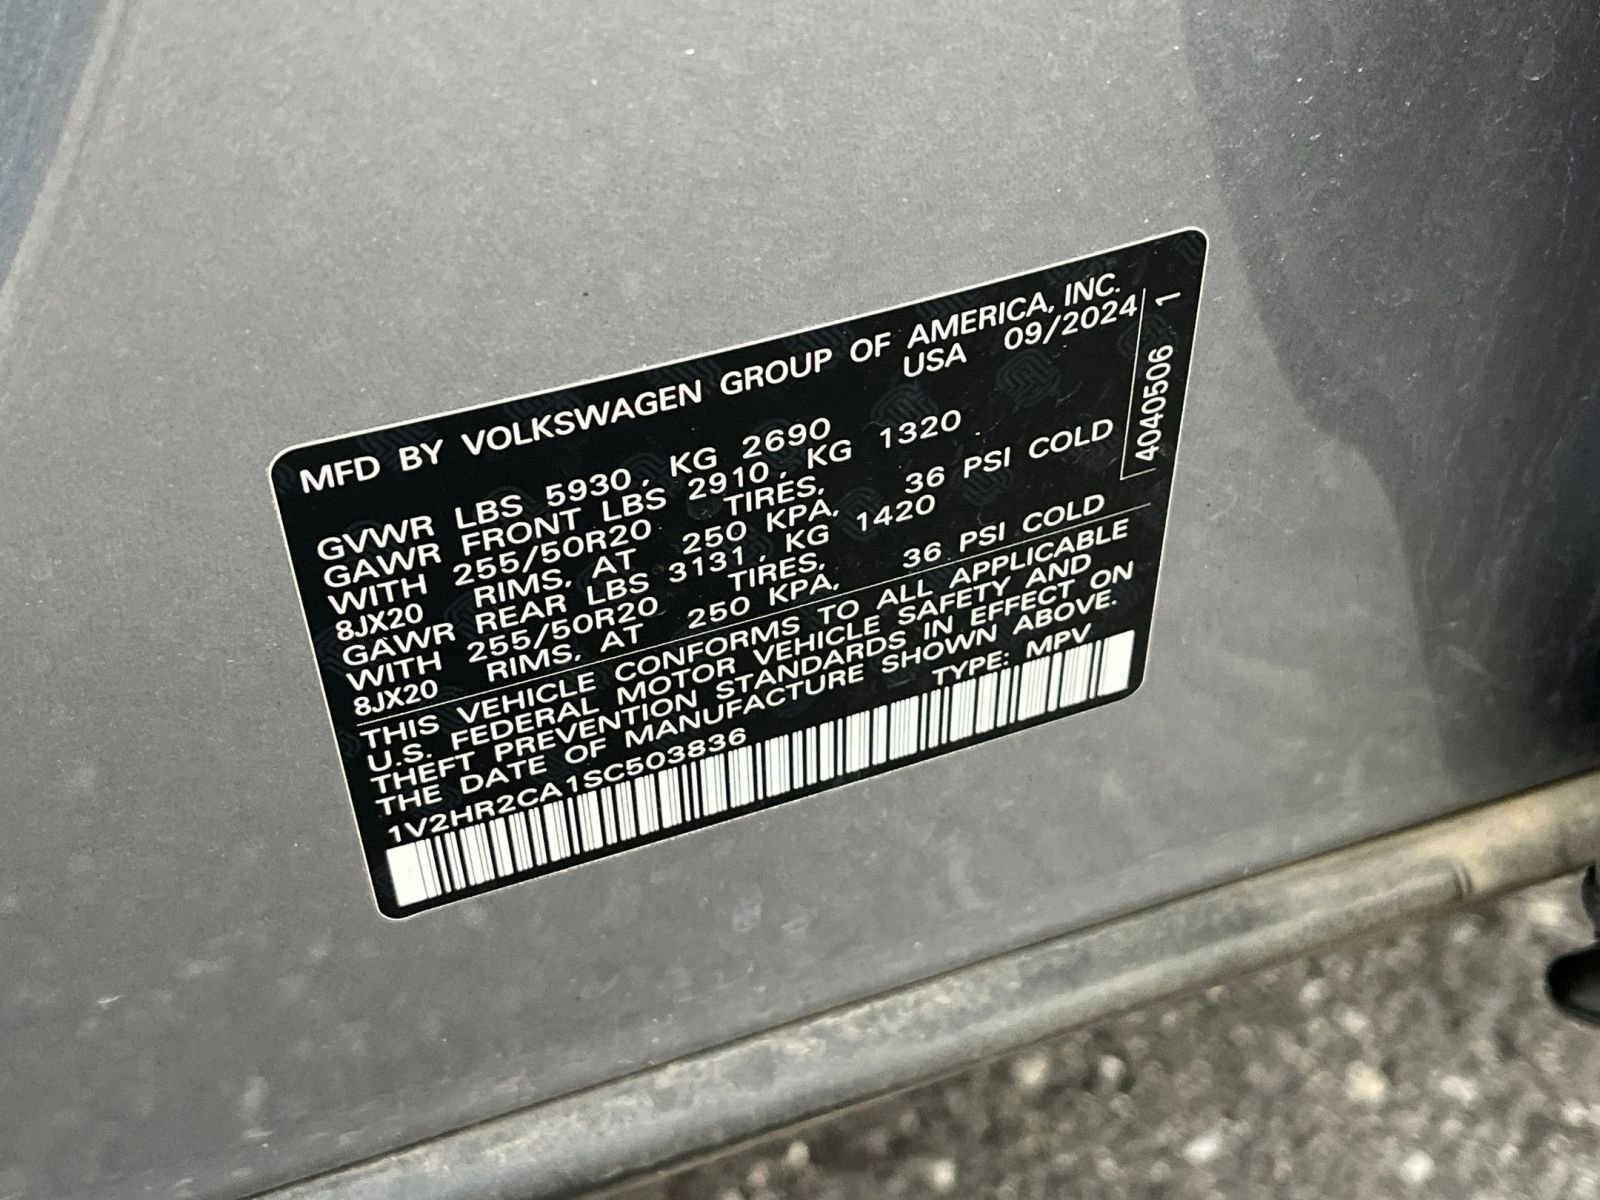 MFD BY VOLKSWAGEN GROUP OF AMERICA, INC.
USA 09/2024
GVWR LBS 5930, KG 2690
GAWR FRONT LBS 2910, KG 1320
WITH 255/50R20 TIRES,
8JX20 RIMS, AT 250 KPA, 36 PSI COLD
GAWR REAR LBS 3131, KG 1420
WITH 255/50R20 TIRES,
8JX20 RIMS, AT 250 KPA, 36 PSI COLD
THIS VEHICLE CONFORMS TO ALL APPLICABLE
U.S. FEDERAL MOTOR VEHICLE SAFETY AND
THEFT PREVENTION STANDARDS IN EFFECT ON
THE DATE OF MANUFACTURE SHOWN ABOVE.
1V2HR2CA1SC503836 TYPE: MPV
4040506 1